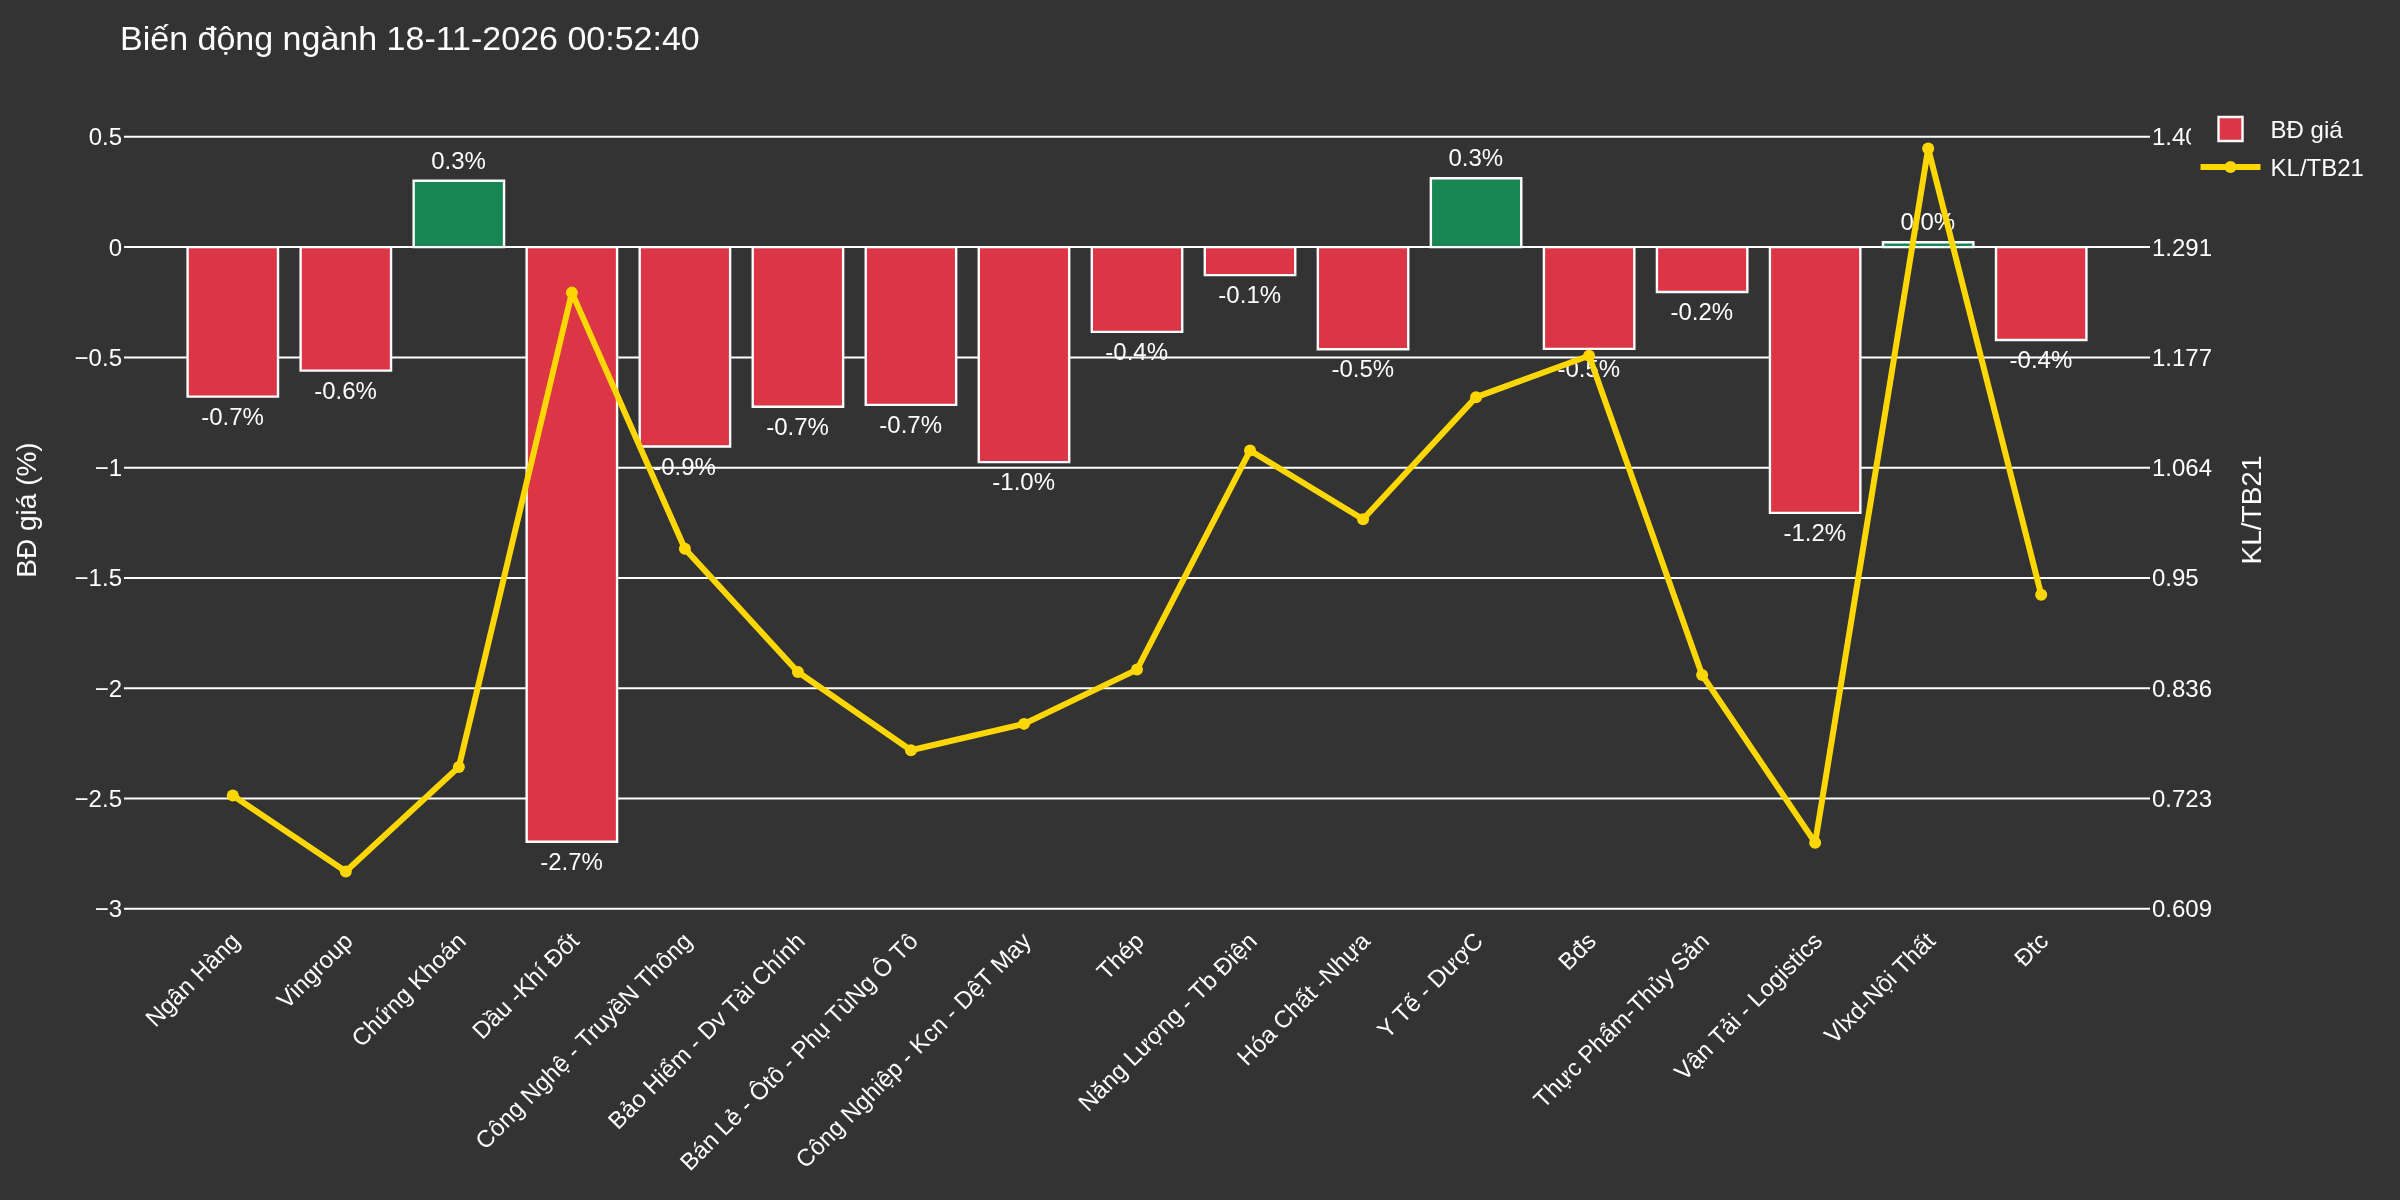 Biến động ngành 18-11-2026 00:52:40
BĐ giá
KL/TB21
BĐ giá (%)
0.5
0
−0.5
−1
−1.5
−2
−2.5
−3
1.291
1.177
1.064
0.95
0.836
0.723
0.609
KL/TB21
-0.7%
-0.6%
0.3%
-2.7%
-0.9%
-0.7%
-0.7%
-1.0%
-0.4%
-0.1%
-0.5%
0.3%
-0.5%
-0.2%
-1.2%
0.0%
-0.4%
Ngân Hàng
Vingroup
Chứng Khoán
Dầu -Khí Đốt
Công Nghệ - TruyềN Thông
Bảo Hiểm - Dv Tài Chính
Bán Lẻ - Ôtô - Phụ TùNg Ô Tô
Công Nghiệp - Kcn - DệT May
Thép
Năng Lượng - Tb Điện
Hóa Chất -Nhựa
Y Tế - DượC
Bđs
Thực Phẩm-Thủy Sản
Vận Tải - Logistics
Vlxd-Nội Thất
Đtc